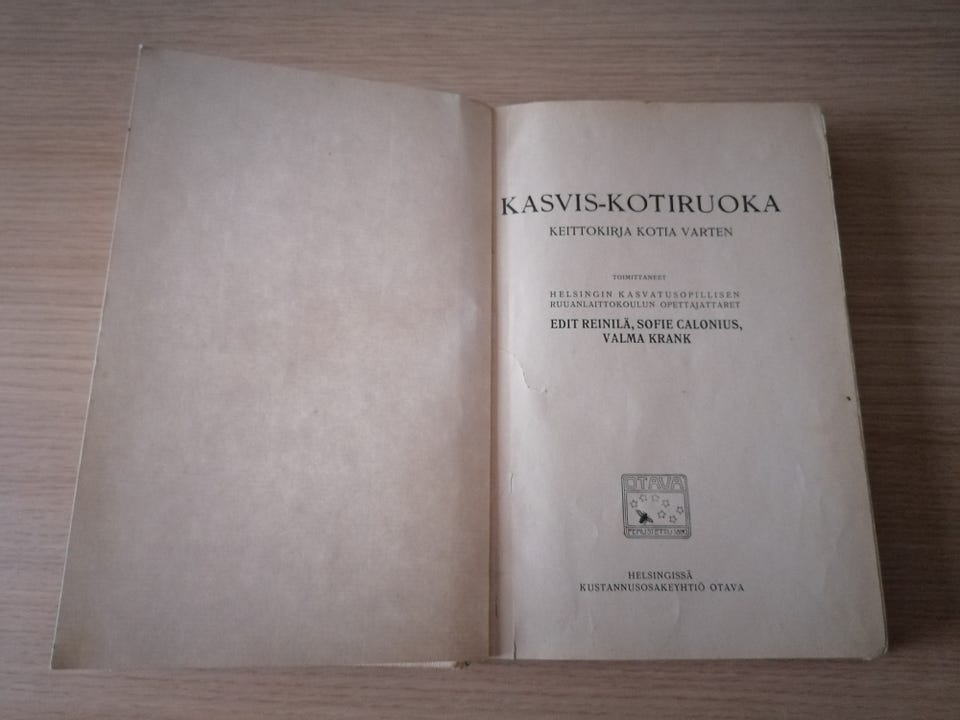 KASVIS-KOTIRUOKA
KEITTOKIRJA KOTIA VARTEN
TOIMITTANEET
HELSINGIN KASVATUSOPILLISEN
RUUANLAITTOKOULUN OPETTAJATTARET
EDIT REINILÄ, SOFIE CALONIUS,
VALMA KRANK
OTAVA
HELSINGISSÄ
KUSTANNUSOSAKEYHTIÖ OTAVA